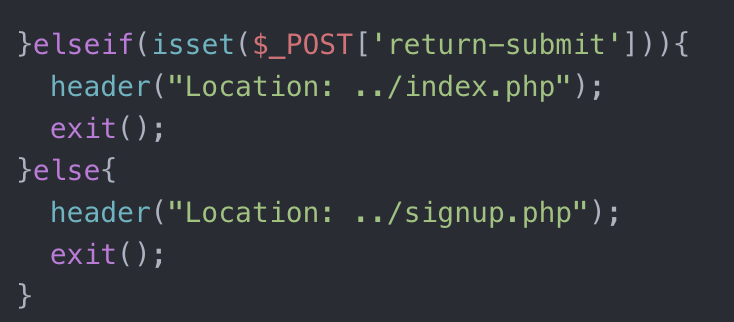 }elseif(isset($_POST['return-submit'])){
  header("Location: ../index.php");
  exit();
}else{
  header("Location: ../signup.php");
  exit();
}